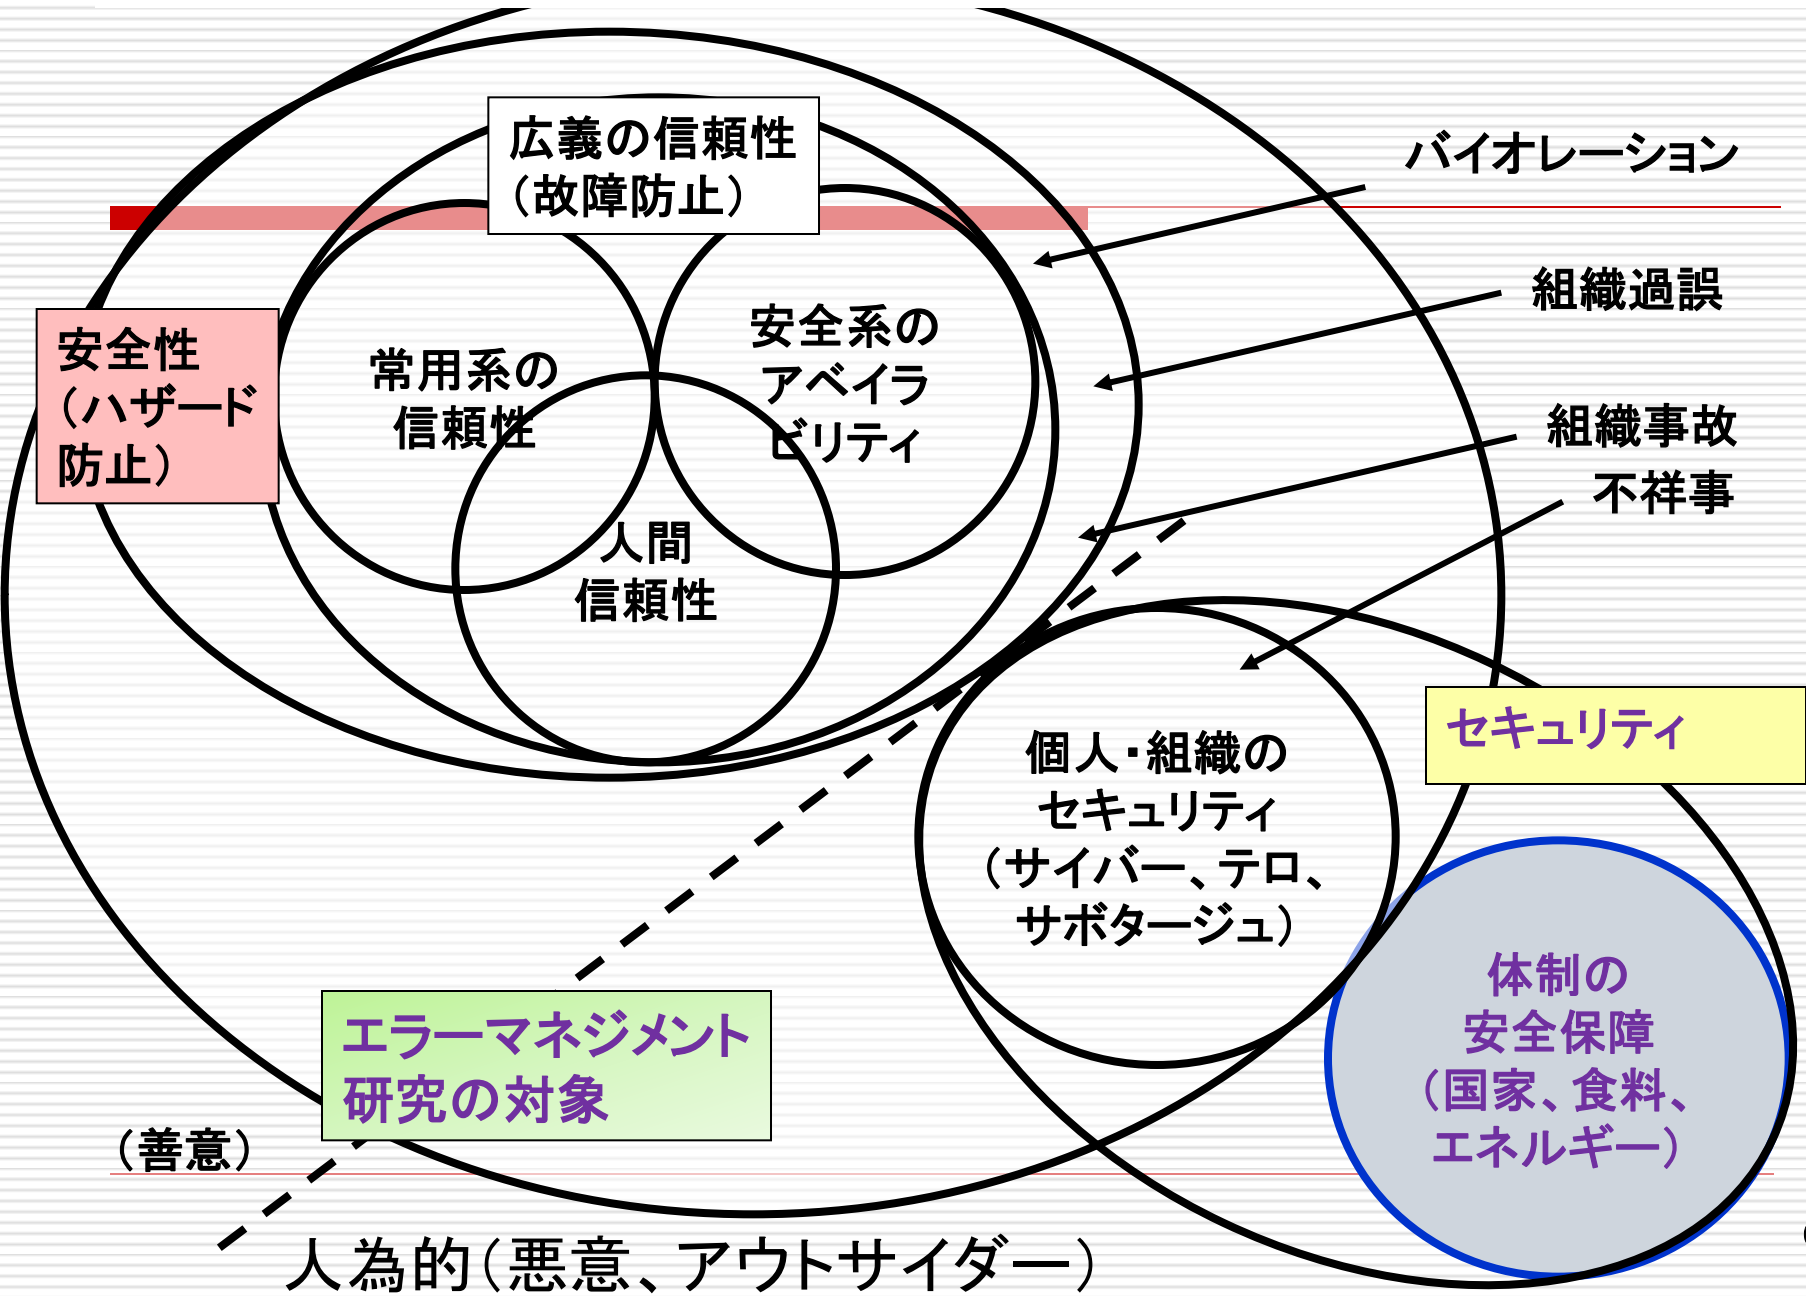 広義の信頼性
（故障防止）
バイオレーション
組織過誤
安全性
（ハザード
防止）
常用系の
信頼性
安全系の
アベイラ
ビリティ
組織事故
不祥事
人間
信頼性
セキュリティ
個人・組織の
セキュリティ
（サイバー、テロ、
サボタージュ）
体制の
安全保障
（国家、食料、
エネルギー）
エラーマネジメント
研究の対象
（善意）
人為的（悪意、アウトサイダー）